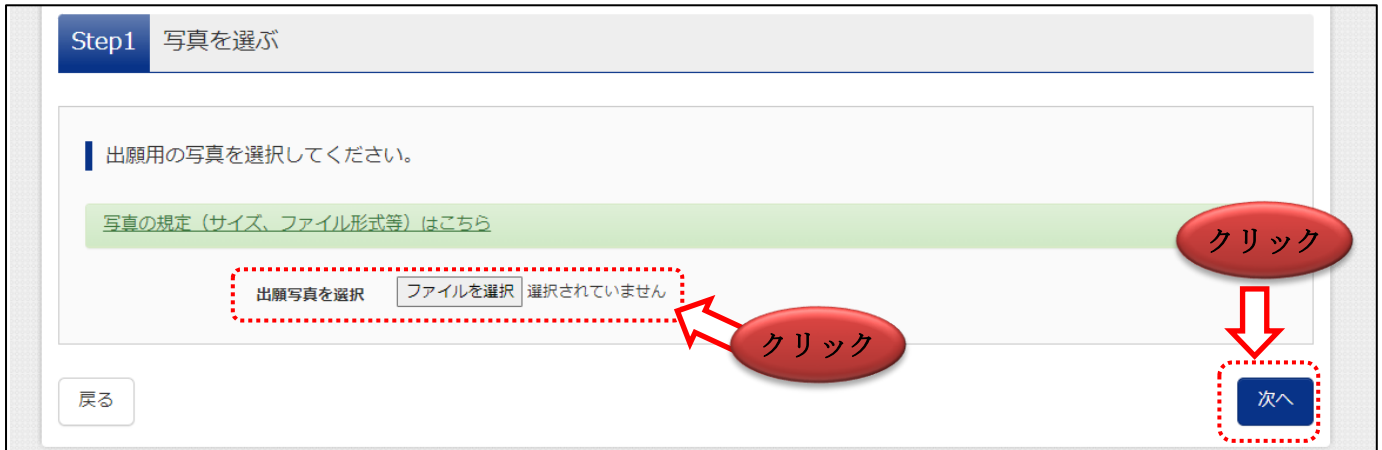 Step1 写真を選ぶ
出願用の写真を選択してください。
写真の規定（サイズ、ファイル形式等）はこちら
クリック
出願写真を選択 ファイルを選択 選択されていません
クリック
戻る
次へ